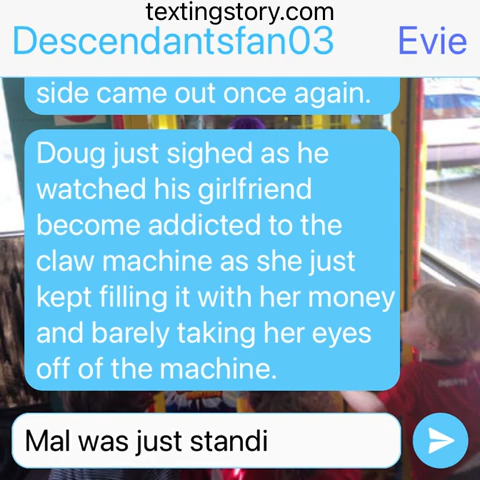 textingstory.com
Descendantsfan03 Evie
side came out once again.
Doug just sighed as he
watched his girlfriend
become addicted to the
claw machine as she just
kept filling it with her money
and barely taking her eyes
off of the machine.
Mal was just standi